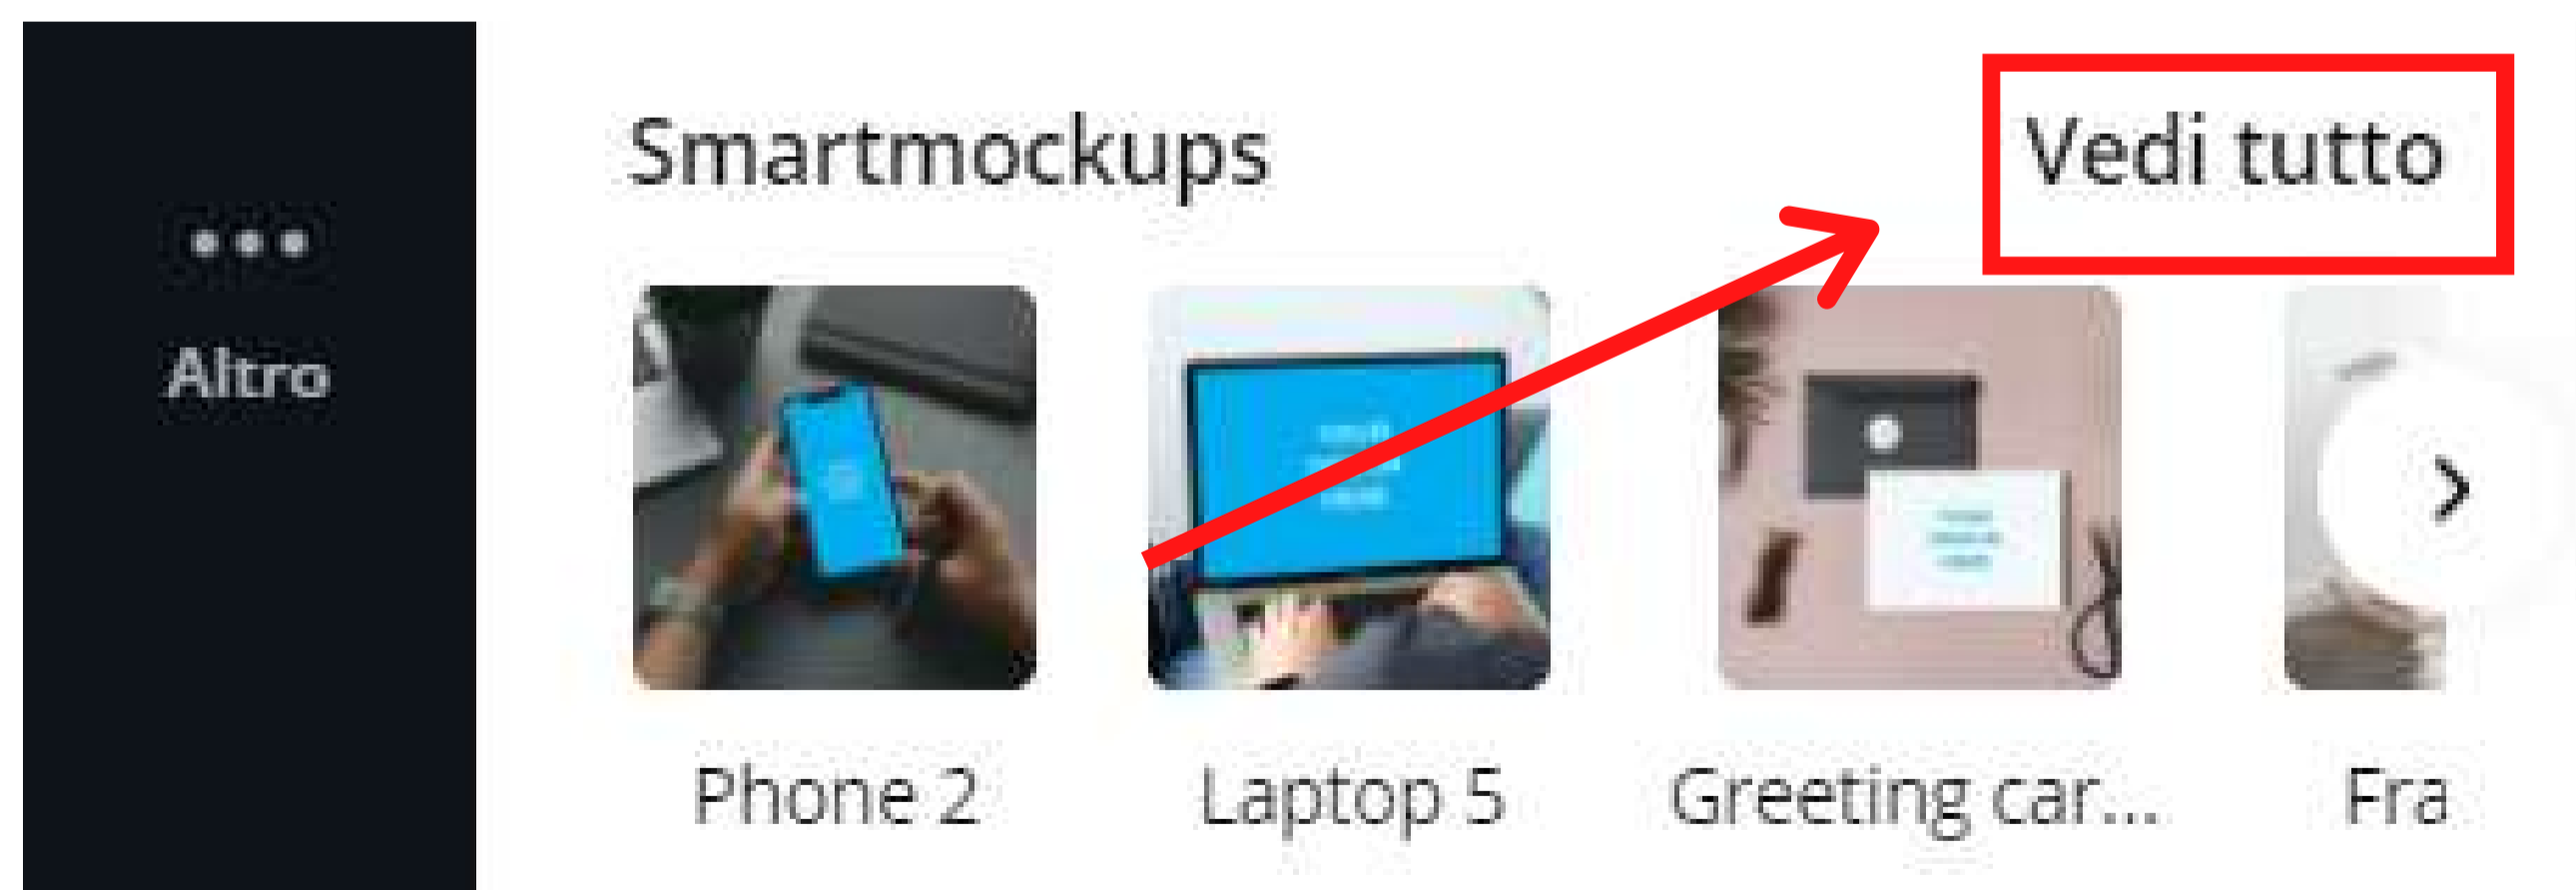 Smartmockups
Vedi tutto
Altro
Phone 2
Laptop 5
Greeting car...
Fra